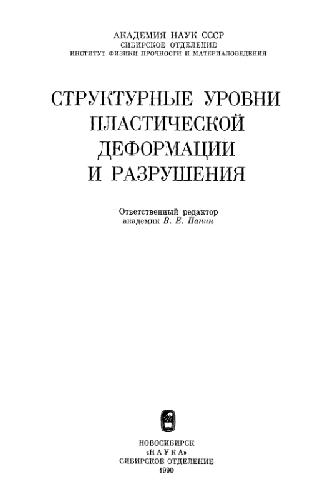 АКАДЕМИЯ НАУК СССР
СИБИРСКОЕ ОТДЕЛЕНИЕ
ИНСТИТУТ ФИЗИКИ ПРОЧНОСТИ И МАТЕРИАЛОВЕДЕНИЯ
СТРУКТУРНЫЕ УРОВНИ
ПЛАСТИЧЕСКОЙ
ДЕФОРМАЦИИ
И РАЗРУШЕНИЯ
Ответственный редактор
академик В. Е. Панин
НОВОСИБИРСК
«НАУКА»
СИБИРСКОЕ ОТДЕЛЕНИЕ
1990